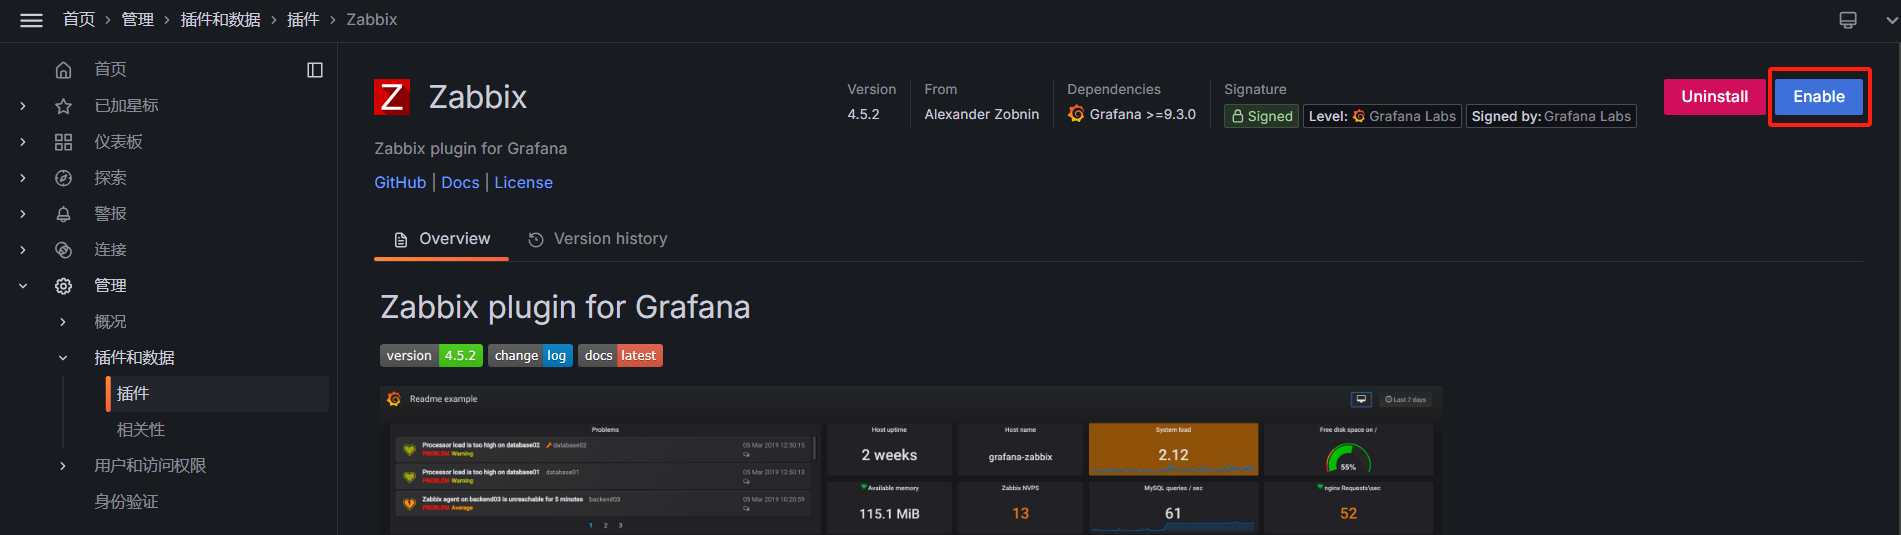 首页 › 管理 › 插件和数据 › 插件 › Zabbix
首页
已加星标
仪表板
探索
警报
连接
管理
概况
插件和数据
插件
相关性
用户和访问权限
身份验证
Z Zabbix
Version
4.5.2
From
Alexander Zobnin
Dependencies
Grafana >=9.3.0
Signature
Signed Level: Grafana Labs Signed by: Grafana Labs
Uninstall Enable
Zabbix plugin for Grafana
GitHub | Docs | License
Overview Version history
Zabbix plugin for Grafana
version 4.5.2 change log docs latest
Readme example Last 7 days
Problems
Processor load is too high on database02 database02 05 Mar 2019 12:50:15
PROBLEM Warning
Processor load is too high on database01 database01 05 Mar 2019 12:50:13
PROBLEM Warning
Zabbix agent on backend03 is unreachable for 5 minutes backend03 05 Mar 2019 10:20:59
PROBLEM Average
1 2 3
Host uptime
2 weeks
Host name
grafana-zabbix
System load
2.12
Free disk space on /
55%
Available memory
115.1 MiB
Zabbix NVPS
13
MySQL queries / sec
61
nginx Requests\sec
52